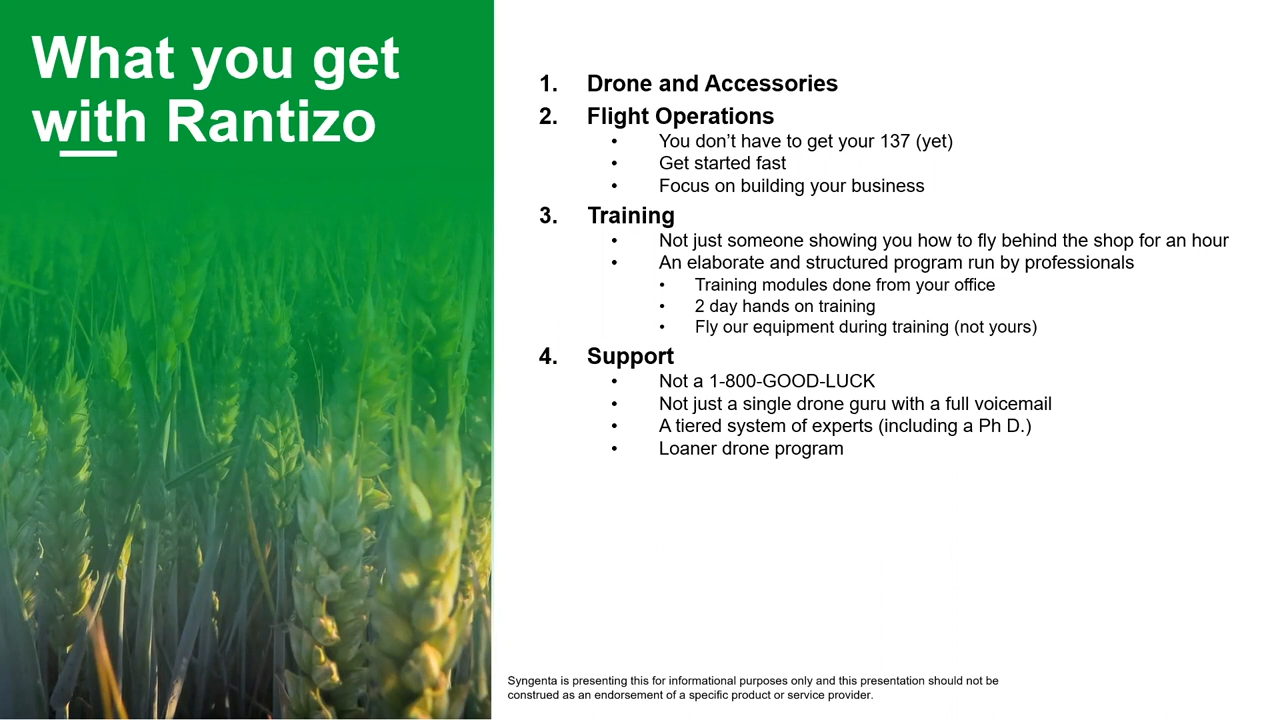 What you get
with Rantizo
1. Drone and Accessories
2. Flight Operations
• You don’t have to get your 137 (yet)
• Get started fast
• Focus on building your business
3. Training
• Not just someone showing you how to fly behind the shop for an hour
• An elaborate and structured program run by professionals
• Training modules done from your office
• 2 day hands on training
• Fly our equipment during training (not yours)
4. Support
• Not a 1-800-GOOD-LUCK
• Not just a single drone guru with a full voicemail
• A tiered system of experts (including a Ph D.)
• Loaner drone program
Syngenta is presenting this for informational purposes only and this presentation should not be
construed as an endorsement of a specific product or service provider.